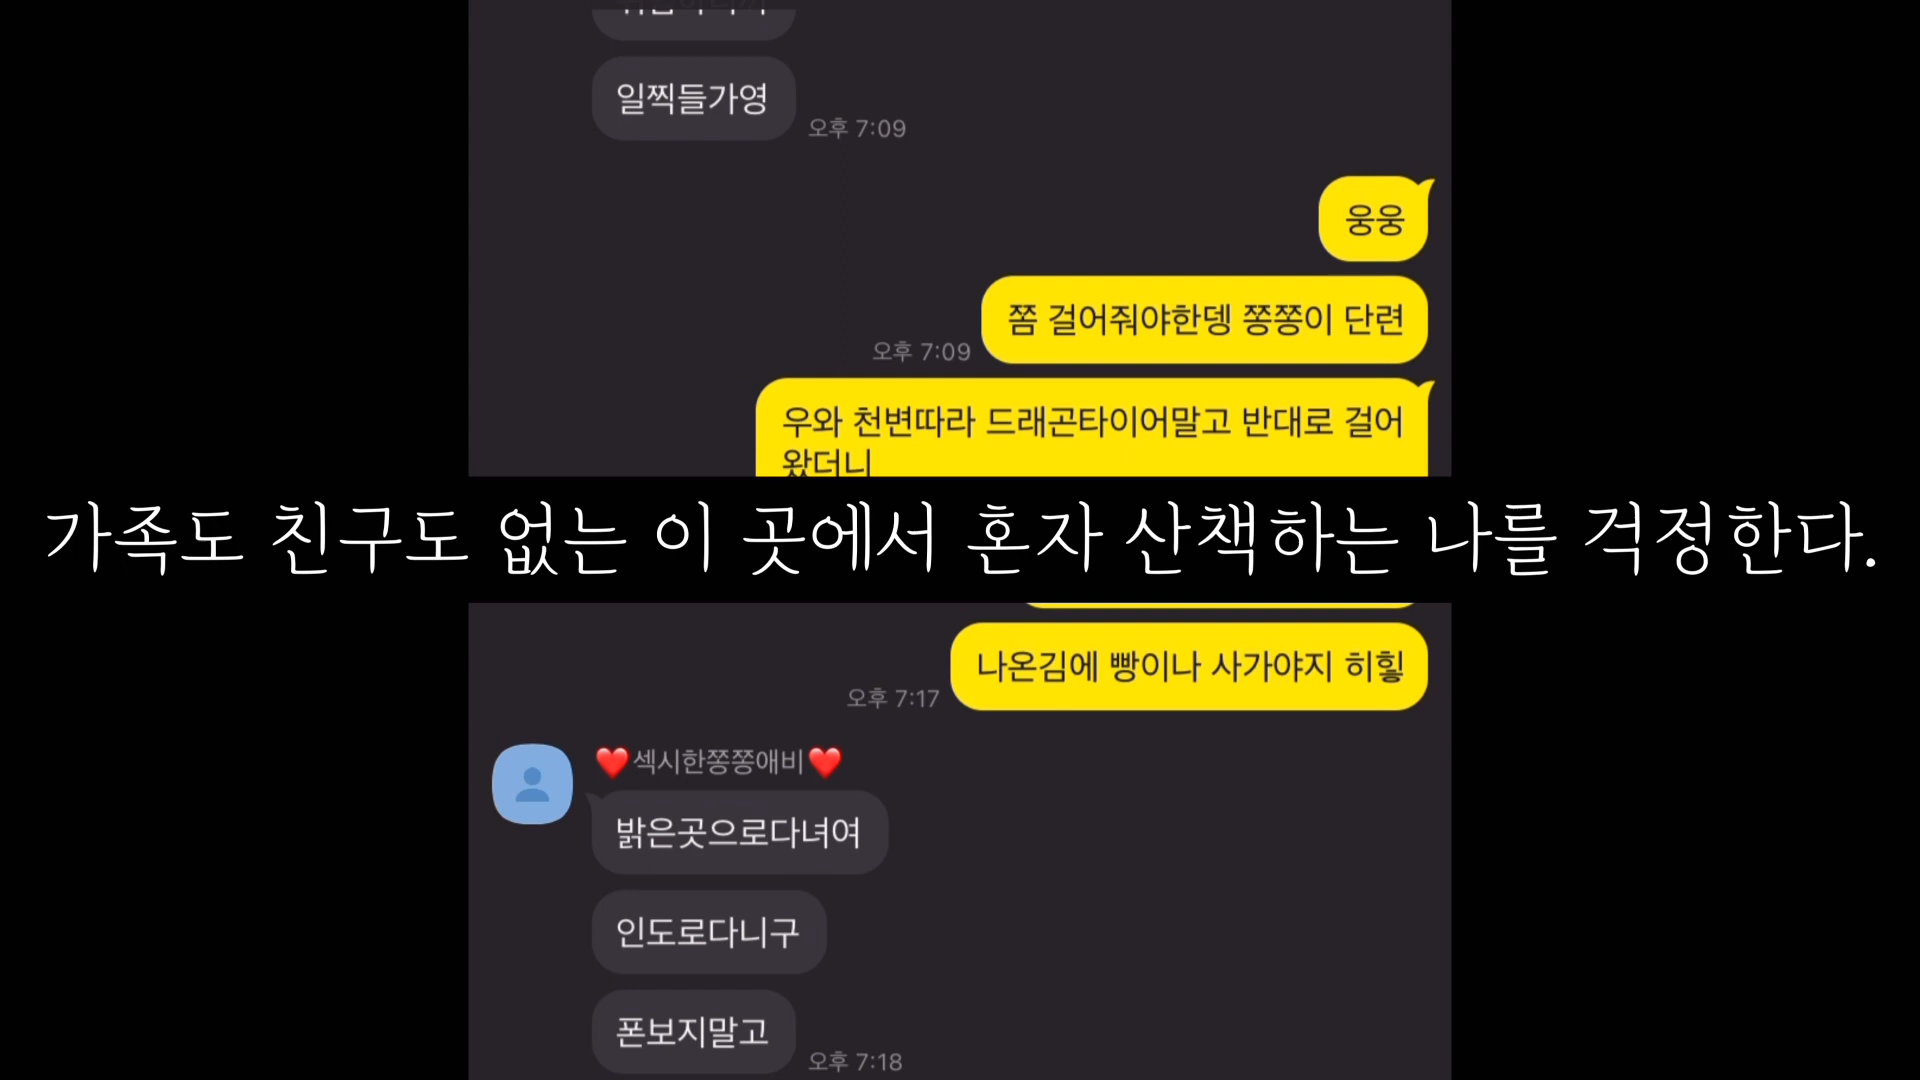 일찍들가영
오후 7:09
웅웅
쫌 걸어줘야한뎅 쫑쫑이 단련
오후 7:09
우와 천변따라 드래곤타이어말고 반대로 걸어
왔더니
가족도 친구도 없는 이 곳에서 혼자 산책하는 나를 걱정한다.
나온김에 빵이나 사가야지 히힣
오후 7:17
❤️섹시한쫑쫑애비❤️
밝은곳으로다녀여
인도로다니구
폰보지말고
오후 7:18